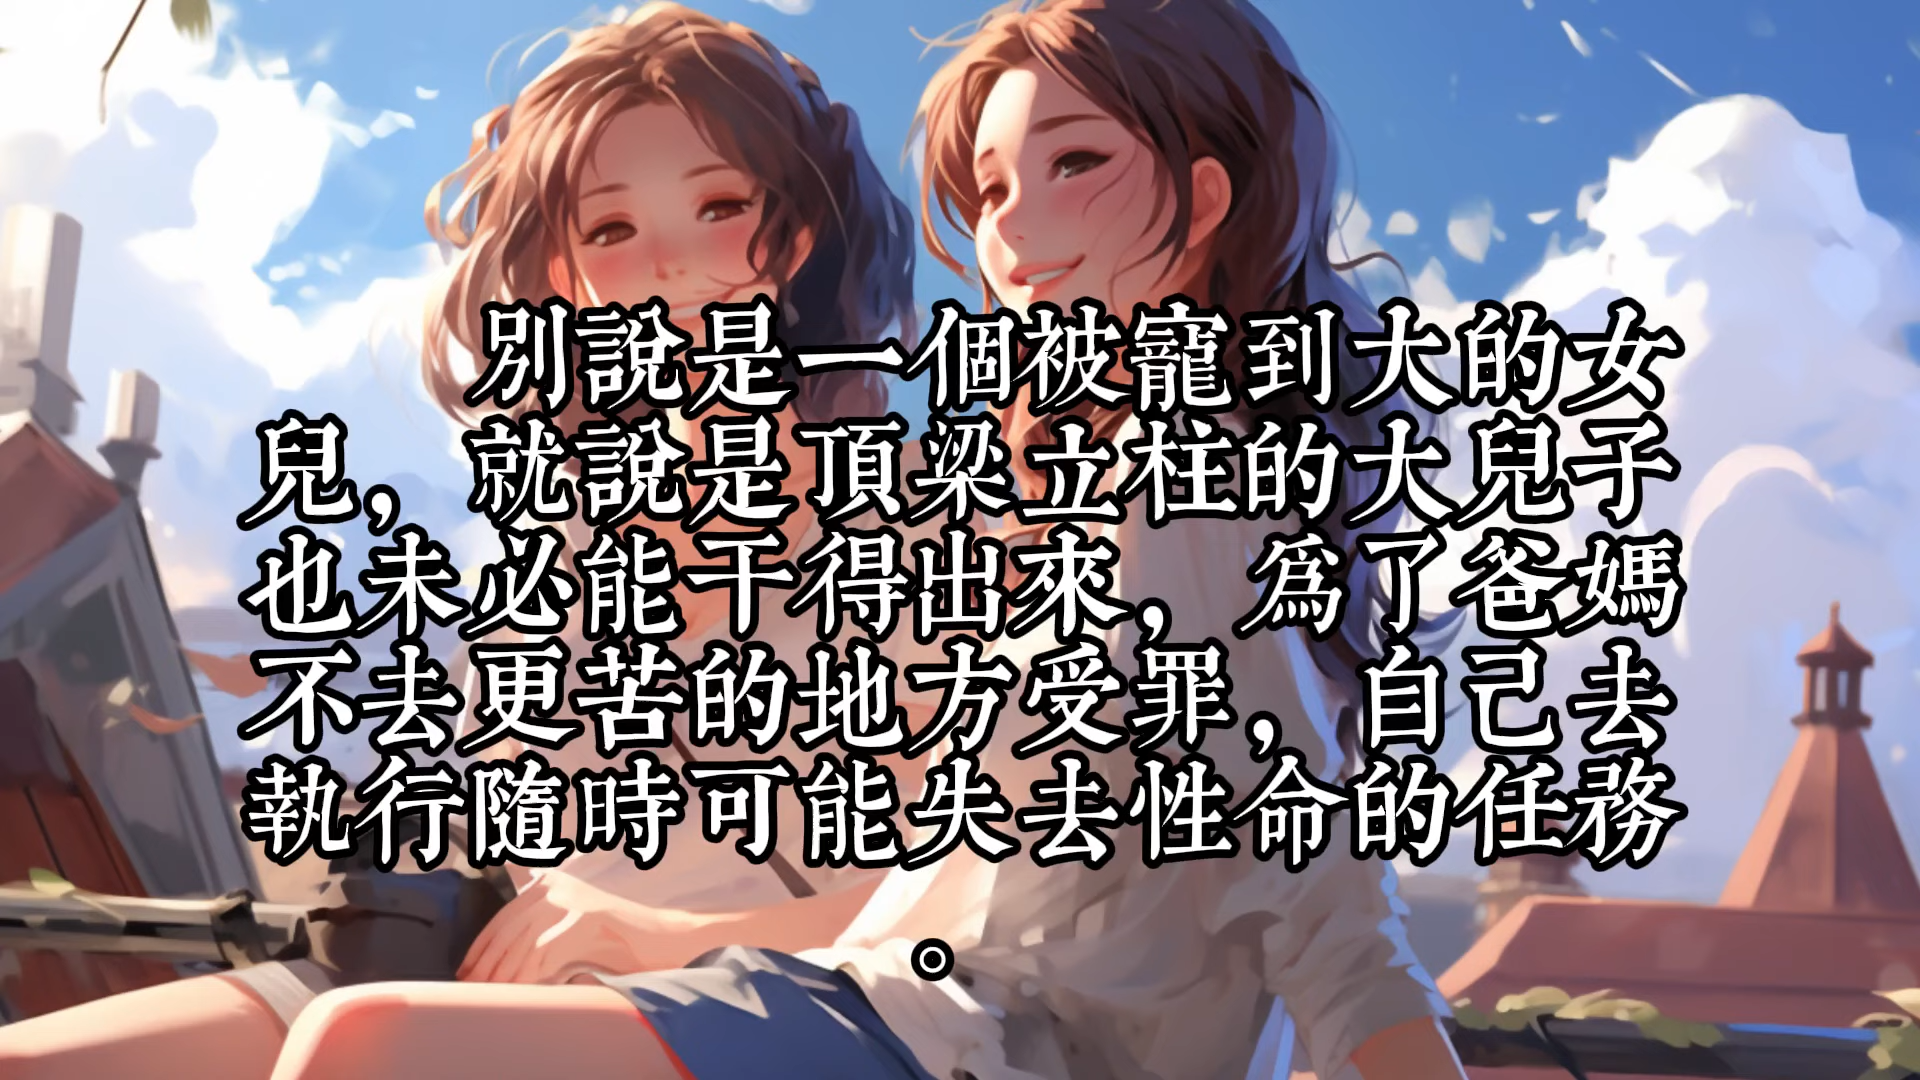 別說是一個被寵到大的女
兒，就說是頂梁立柱的大兒子
也未必能干得出來，為了爸媽
不去更苦的地方受罪，自己去
執行隨時可能失去性命的任務
。